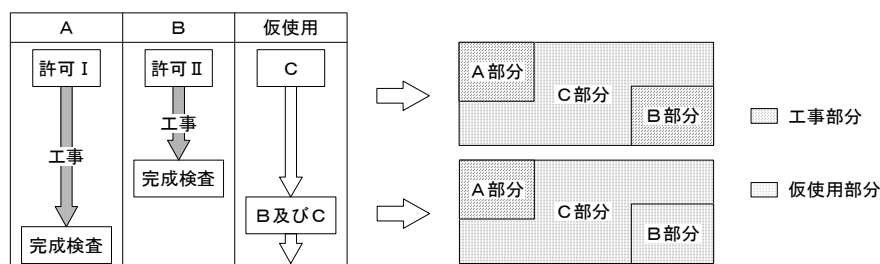 A B 仮使用
許可Ⅰ 許可Ⅱ C
工事 工事
完成検査
B及びC
完成検査
A部分
C部分
B部分
A部分
C部分
B部分
工事部分
仮使用部分